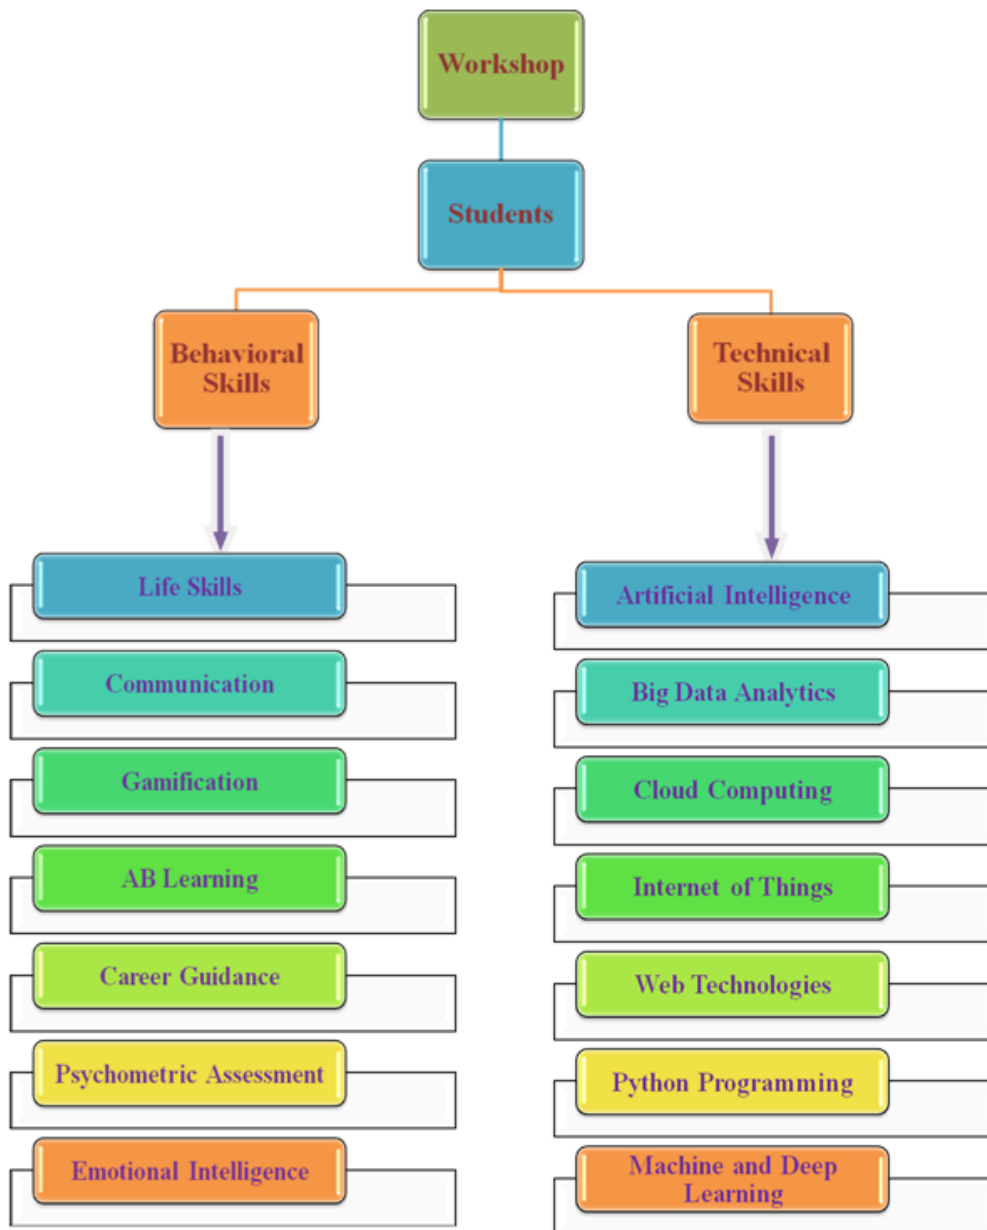 Workshop
Students
Behavioral
Skills
Technical
Skills
Life Skills
Communication
Gamification
AB Learning
Career Guidance
Psychometric Assessment
Emotional Intelligence
Artificial Intelligence
Big Data Analytics
Cloud Computing
Internet of Things
Web Technologies
Python Programming
Machine and Deep
Learning